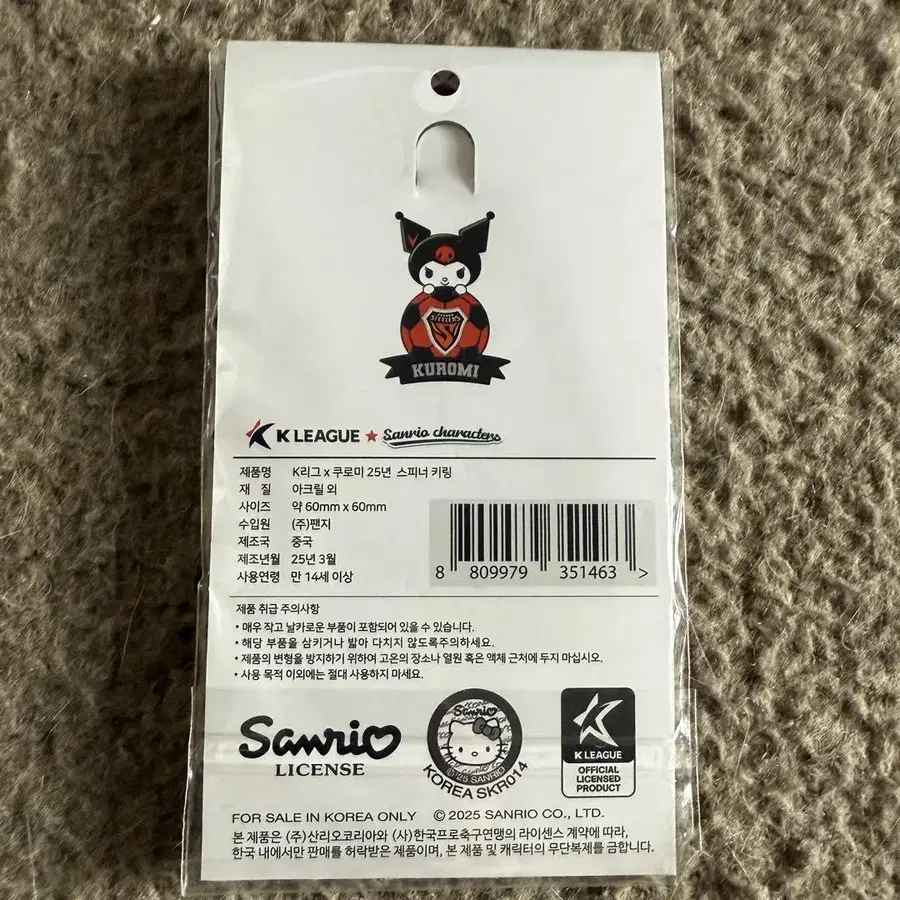 STEELERS
KUROMI
K LEAGUE ★ Sanrio characters
제품명 K리그 x 쿠로미 25년 스피너 키링
재 질 아크릴 외
사이즈 약 60mm x 60mm
수입원 (주)팬지
제조국 중국
제조년월 25년 3월
사용연령 만 14세 이상
8 809979 351463 >
제품 취급 주의사항
• 매우 작고 날카로운 부품이 포함되어 있을 수 있습니다.
• 해당 부품을 삼키거나 밟아 다치지 않도록주의하세요.
• 제품의 변형을 방지하기 위하여 고온의 장소나 열원 혹은 액체 근처에 두지 마십시오.
• 사용 목적 이외에는 절대 사용하지 마세요.
Sanrio
LICENSE
Sanrio
©'25 SANRIO
KOREA SKR014
K LEAGUE
OFFICIAL
LICENSED
PRODUCT
FOR SALE IN KOREA ONLY © 2025 SANRIO CO., LTD.
본 제품은 (주)산리오코리아와 (사)한국프로축구연맹의 라이센스 계약에 따라,
한국 내에서만 판매를 허락받은 제품이며, 본 제품 및 캐릭터의 무단복제를 금합니다.